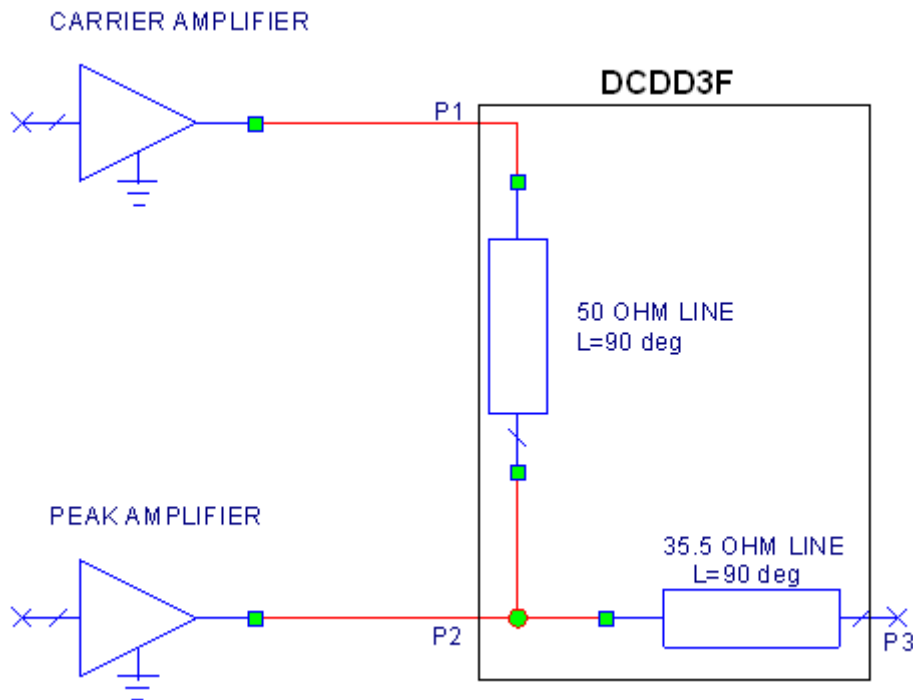 CARRIER AMPLIFIER
DCDD3F
P1
50 OHM LINE
L=90 deg
PEAK AMPLIFIER
35.5 OHM LINE
L=90 deg
P2
P3